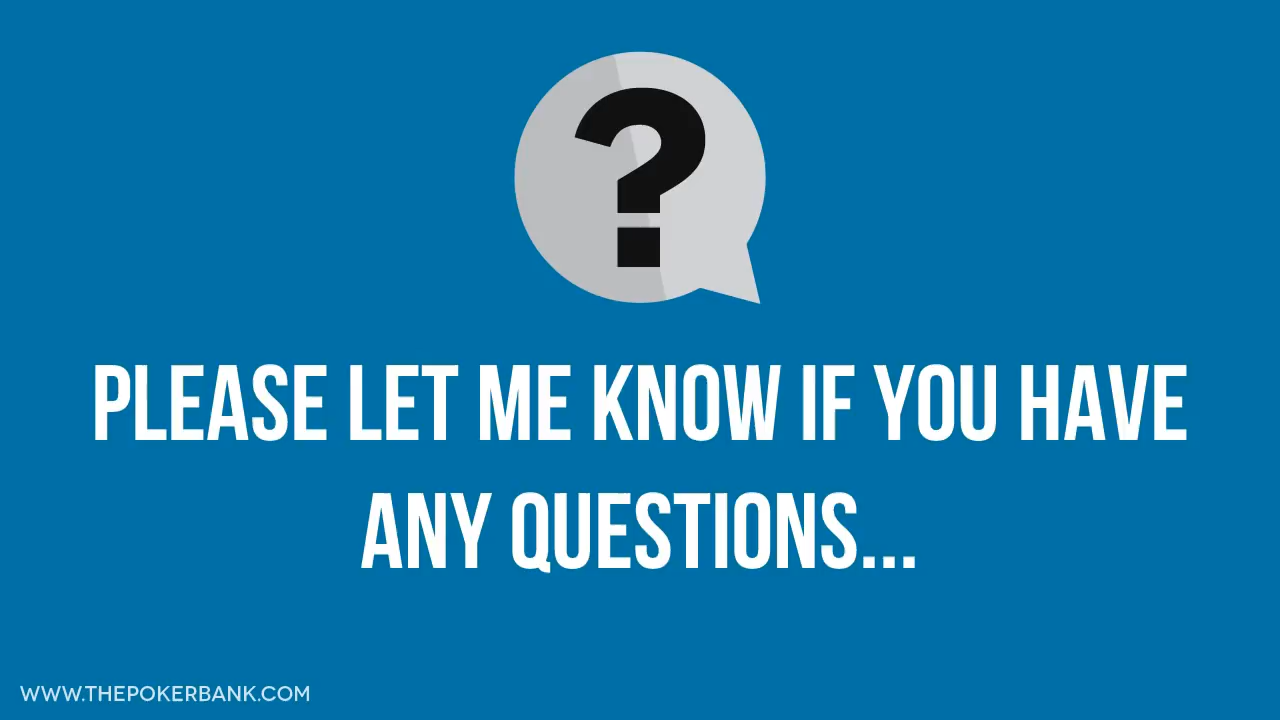 ?
PLEASE LET ME KNOW IF YOU HAVE
ANY QUESTIONS...
WWW.THEPOKERBANK.COM